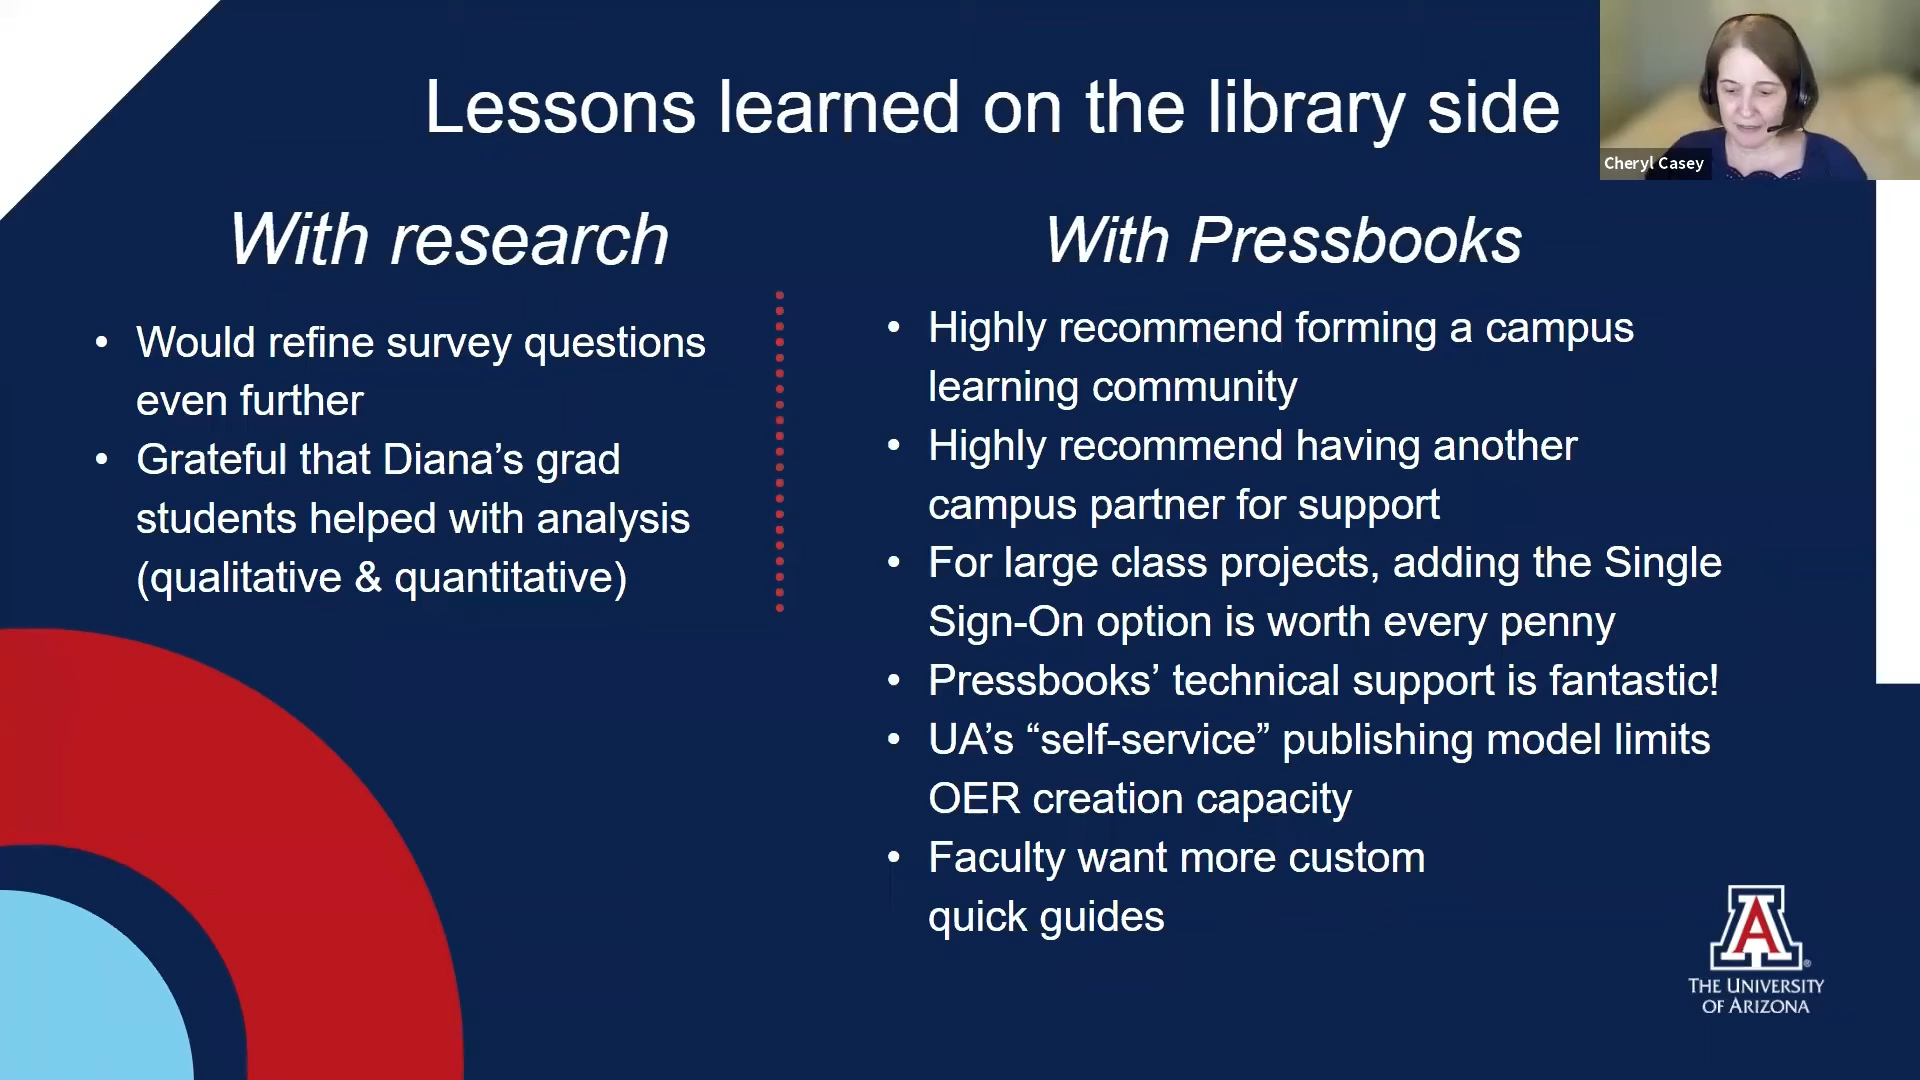 Lessons learned on the library side
Cheryl Casey
With research
• Would refine survey questions
even further
• Grateful that Diana’s grad
students helped with analysis
(qualitative & quantitative)
With Pressbooks
• Highly recommend forming a campus
learning community
• Highly recommend having another
campus partner for support
• For large class projects, adding the Single
Sign-On option is worth every penny
• Pressbooks’ technical support is fantastic!
• UA’s “self-service” publishing model limits
OER creation capacity
• Faculty want more custom
quick guides
A®
THE UNIVERSITY
OF ARIZONA